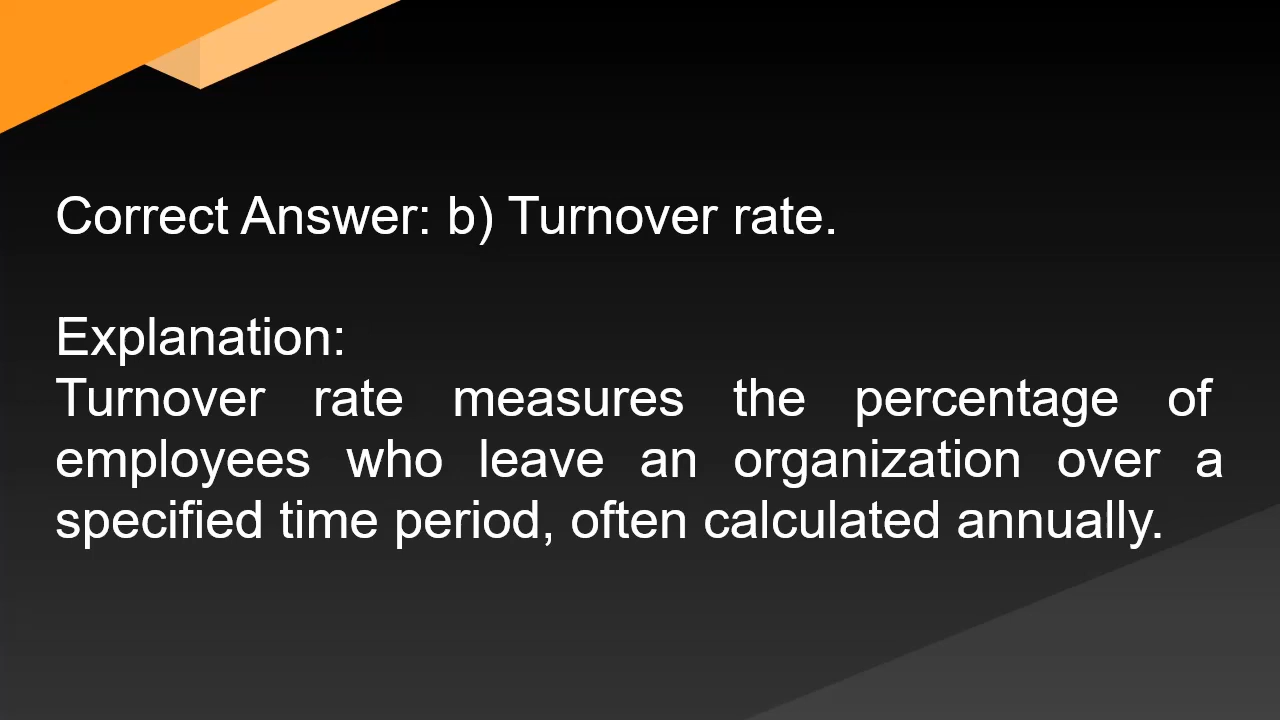 Correct Answer: b) Turnover rate.
Explanation:
Turnover rate measures the percentage of
employees who leave an organization over a
specified time period, often calculated annually.